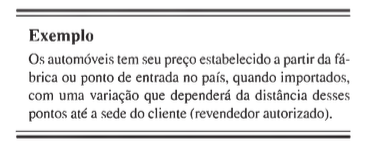 Exemplo
Os automóveis tem seu preço estabelecido a partir da fá-
brica ou ponto de entrada no país, quando importados,
com uma variação que dependerá da distância desses
pontos até a sede do cliente (revendedor autorizado).